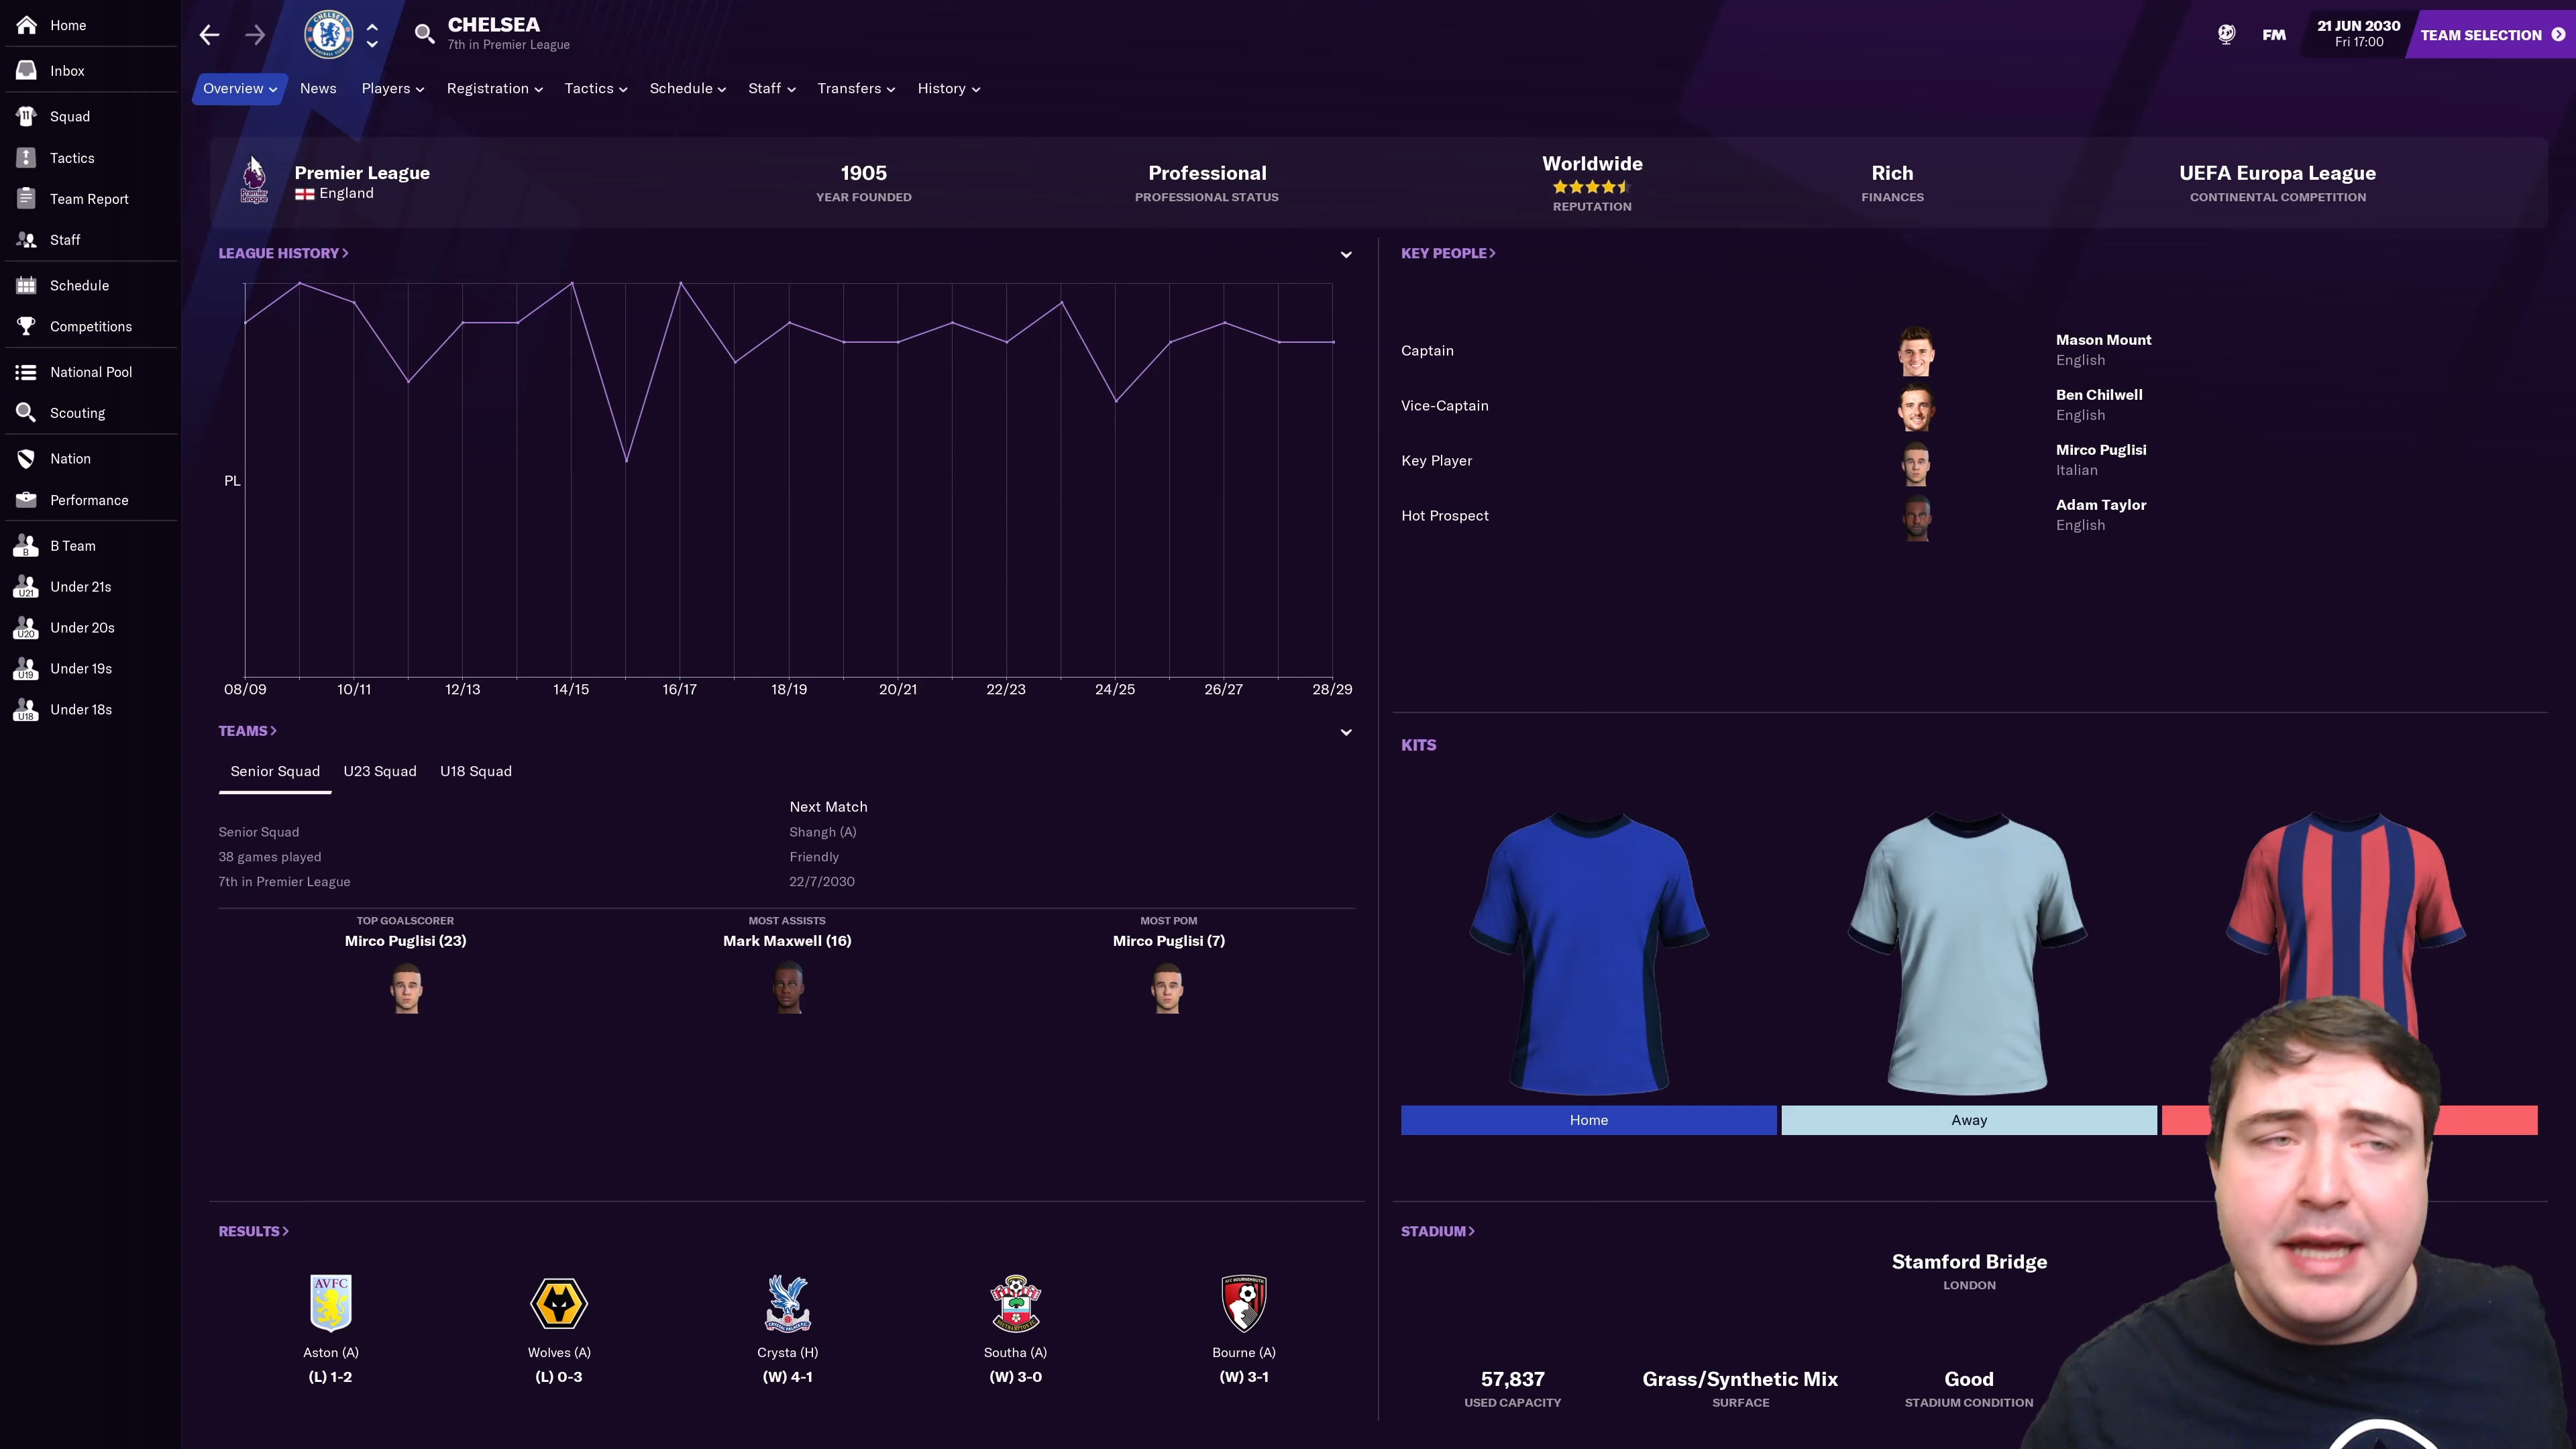 Home
Inbox
Squad
Tactics
Team Report
Staff
Schedule
Competitions
National Pool
Scouting
Nation
Performance
B Team
Under 21s
Under 20s
Under 19s
Under 18s
CHELSEA
7th in Premier League
FM
21 JUN 2030
Fri 17:00
TEAM SELECTION
Overview News Players Registration Tactics Schedule Staff Transfers History
Premier League
England
1905
YEAR FOUNDED
Professional
PROFESSIONAL STATUS
Worldwide
REPUTATION
Rich
FINANCES
UEFA Europa League
CONTINENTAL COMPETITION
LEAGUE HISTORY
PL
08/09 10/11 12/13 14/15 16/17 18/19 20/21 22/23 24/25 26/27 28/29
KEY PEOPLE
Captain
Mason Mount
English
Vice-Captain
Ben Chilwell
English
Key Player
Mirco Puglisi
Italian
Hot Prospect
Adam Taylor
English
TEAMS
Senior Squad U23 Squad U18 Squad
Next Match
Senior Squad Shangh (A)
38 games played Friendly
7th in Premier League 22/7/2030
TOP GOALSCORER
Mirco Puglisi (23)
MOST ASSISTS
Mark Maxwell (16)
MOST POM
Mirco Puglisi (7)
KITS
Home
Away
RESULTS
AVFC
Aston (A)
(L) 1-2
Wolves (A)
(L) 0-3
Crysta (H)
(W) 4-1
Southa (A)
(W) 3-0
Bourne (A)
(W) 3-1
STADIUM
Stamford Bridge
LONDON
57,837
USED CAPACITY
Grass/Synthetic Mix
SURFACE
Good
STADIUM CONDITION